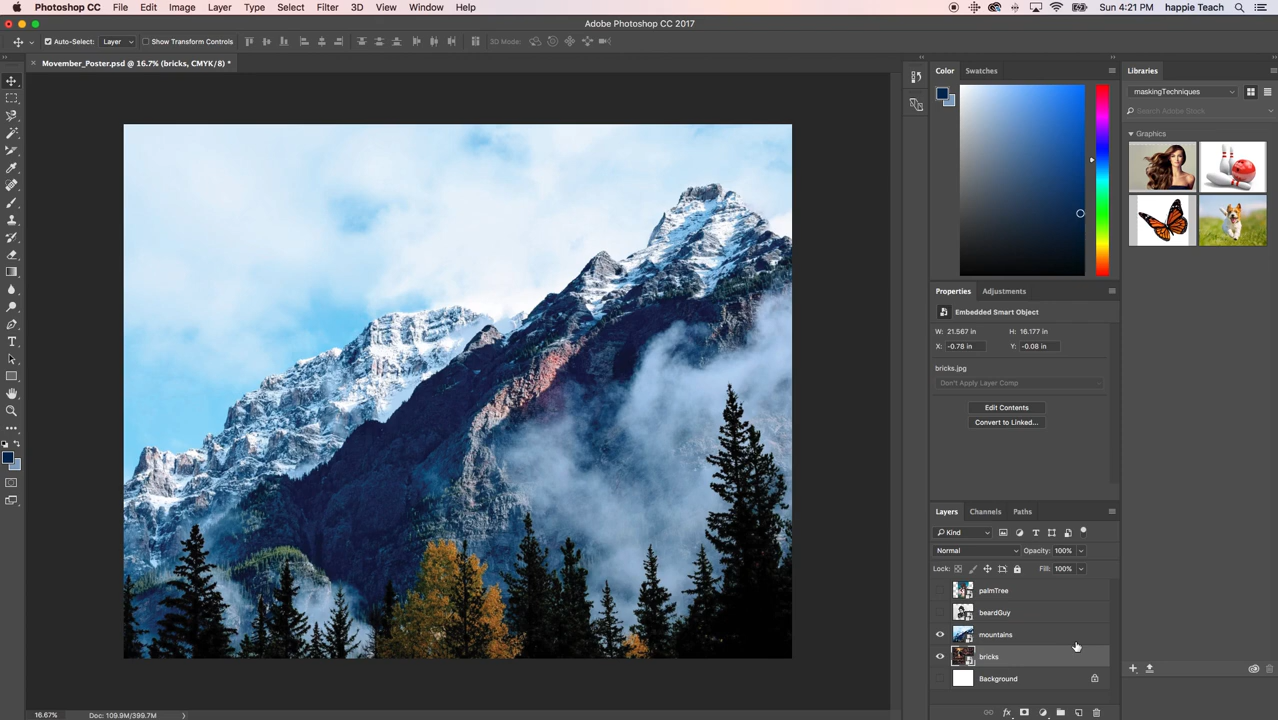 Photoshop CC File Edit Image Layer Type Select Filter 3D View Window Help Sun 4:21 PM happie Teach
Adobe Photoshop CC 2017
Auto-Select: Layer Show Transform Controls 3D Mode:
Movember_Poster.psd @ 16.7% (bricks, CMYK/8) *
Color Swatches
Libraries
maskingTechniques
Search Adobe Stock
Graphics
Properties Adjustments
Embedded Smart Object
W: 21.567 in H: 16.177 in
X: -0.78 in Y: -0.08 in
bricks.jpg
Don't Apply Layer Comp
Edit Contents
Convert to Linked...
Layers Channels Paths
Kind
Normal Opacity: 100%
Lock: Fill: 100%
palmTree
beardGuy
mountains
bricks
Background
16.67% Doc: 109.9M/399.7M